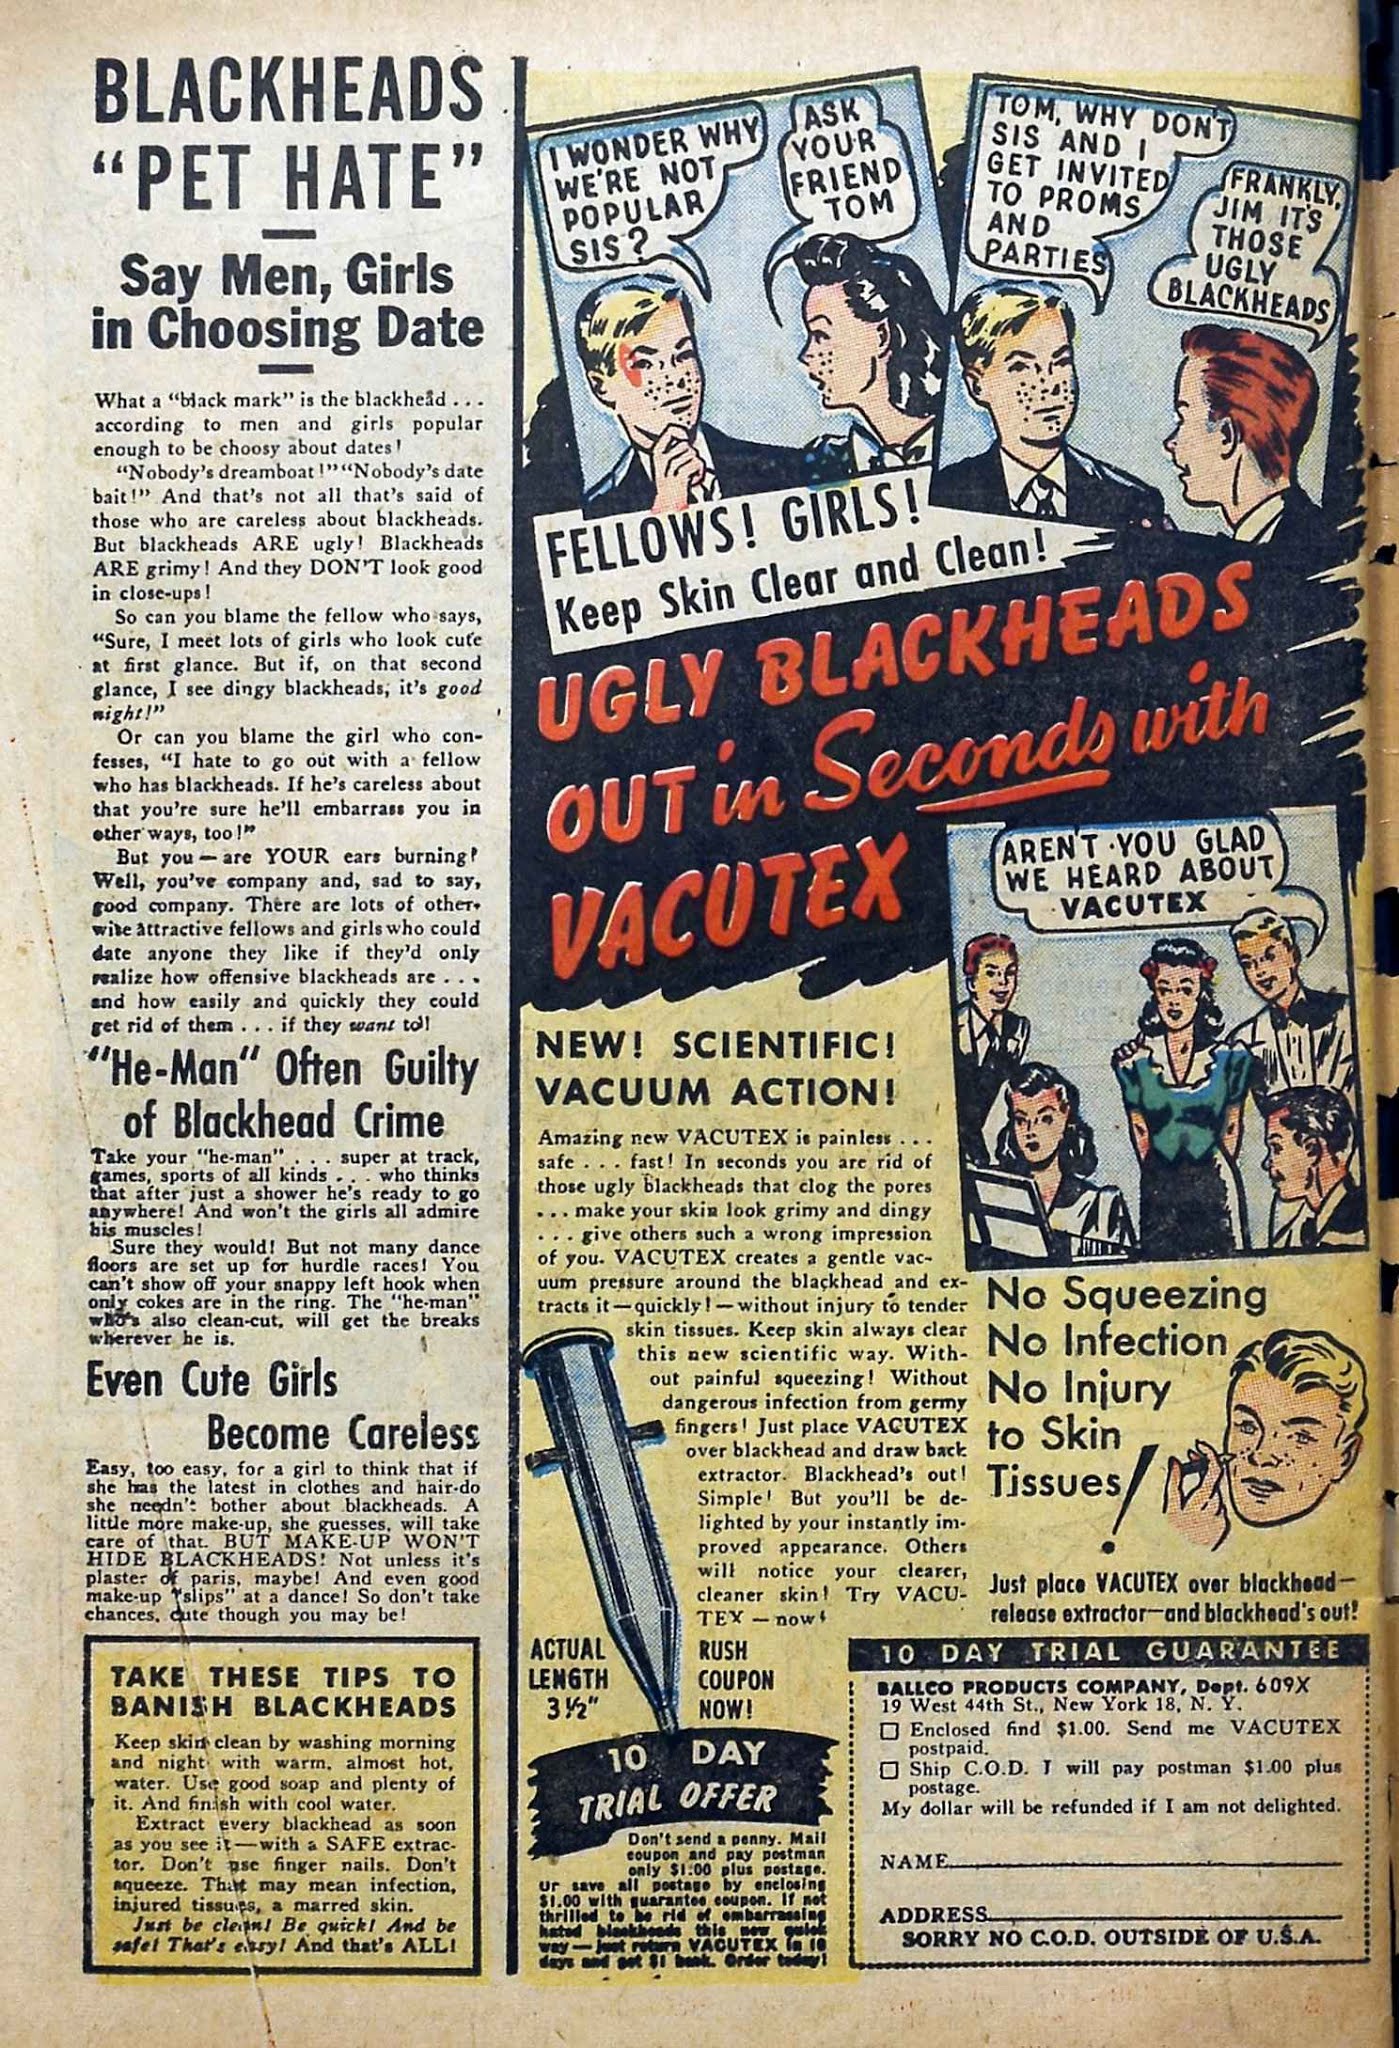 BLACKHEADS
"PET HATE"
Say Men, Girls
in Choosing Date
What a "black mark" is the blackhead . . .
according to men and girls popular
enough to be choosy about dates!
"Nobody's dreamboat!" "Nobody's date
bait!" And that's not all that's said of
those who are careless about blackheads.
But blackheads ARE ugly! Blackheads
ARE grimy! And they DON'T look good
in close-ups!
So can you blame the fellow who says,
"Sure, I meet lots of girls who look cute
at first glance. But if, on that second
glance, I see dingy blackheads, it's good
night!"
Or can you blame the girl who con-
fesses, "I hate to go out with a fellow
who has blackheads. If he's careless about
that you're sure he'll embarrass you in
other ways, too!"
But you — are YOUR ears burning?
Well, you've company and, sad to say,
good company. There are lots of other-
wise attractive fellows and girls who could
date anyone they like if they'd only
realize how offensive blackheads are . . .
and how easily and quickly they could
get rid of them . . . if they want to!
"He-Man" Often Guilty
of Blackhead Crime
Take your "he-man" . . . super at track,
games, sports of all kinds . . . who thinks
that after just a shower he's ready to go
anywhere! And won't the girls all admire
his muscles!
Sure they would! But not many dance
floors are set up for hurdle races! You
can't show off your snappy left hook when
only cokes are in the ring. The "he-man"
who's also clean-cut, will get the breaks
wherever he is.
Even Cute Girls
Become Careless
Easy, too easy, for a girl to think that if
she has the latest in clothes and hair-do
she needn't bother about blackheads. A
little more make-up, she guesses, will take
care of that. BUT MAKE-UP WON'T
HIDE BLACKHEADS! Not unless it's
plaster of paris, maybe! And even good
make-up "slips" at a dance! So don't take
chances, cute though you may be!
TAKE THESE TIPS TO
BANISH BLACKHEADS
Keep skin clean by washing morning
and night with warm, almost hot,
water. Use good soap and plenty of
it. And finish with cool water.
Extract every blackhead as soon
as you see it — with a SAFE extrac-
tor. Don't use finger nails. Don't
squeeze. That may mean infection,
injured tissues, a marred skin.
Just be clean! Be quick! And be
safe! That's easy! And that's ALL!
I WONDER WHY
WE'RE NOT
POPULAR
SIS?
ASK
YOUR
FRIEND
TOM
TOM, WHY DON'T
SIS AND I
GET INVITED
TO PROMS
AND
PARTIES
FRANKLY,
JIM IT'S
THOSE
UGLY
BLACKHEADS
FELLOWS! GIRLS!
Keep Skin Clear and Clean!
UGLY BLACKHEADS
OUT in Seconds with
VACUTEX
AREN'T YOU GLAD
WE HEARD ABOUT
VACUTEX
NEW! SCIENTIFIC!
VACUUM ACTION!
Amazing new VACUTEX is painless . . .
safe . . . fast! In seconds you are rid of
those ugly blackheads that clog the pores
. . . make your skin look grimy and dingy
. . . give others such a wrong impression
of you. VACUTEX creates a gentle vac-
uum pressure around the blackhead and ex-
tracts it—quickly!—without injury to tender
skin tissues. Keep skin always clear
this new scientific way. With-
out painful squeezing! Without
dangerous infection from germy
fingers! Just place VACUTEX
over blackhead and draw back
extractor. Blackhead's out!
Simple! But you'll be de-
lighted by your instantly im-
proved appearance. Others
will notice your clearer,
cleaner skin! Try VACU-
TEX — now!
ACTUAL
LENGTH
3 ½"
RUSH
COUPON
NOW!
10 DAY
TRIAL OFFER
Don't send a penny. Mail
coupon and pay postman
only $1.00 plus postage.
Or save all postage by enclosing
$1.00 with guarantee coupon. If not
thrilled to be rid of embarrassing
hated blackheads this new quick
way—just return VACUTEX in 10
days and get $1 back. Order today!
No Squeezing
No Infection
No Injury
to Skin
Tissues!
Just place VACUTEX over blackhead—
release extractor—and blackhead's out!
10 DAY TRIAL GUARANTEE
BALLCO PRODUCTS COMPANY, Dept. 609X
19 West 44th St., New York 18, N. Y.
☐ Enclosed find $1.00. Send me VACUTEX
postpaid.
☐ Ship C.O.D. I will pay postman $1.00 plus
postage.
My dollar will be refunded if I am not delighted.
NAME
ADDRESS
SORRY NO C.O.D. OUTSIDE OF U.S.A.